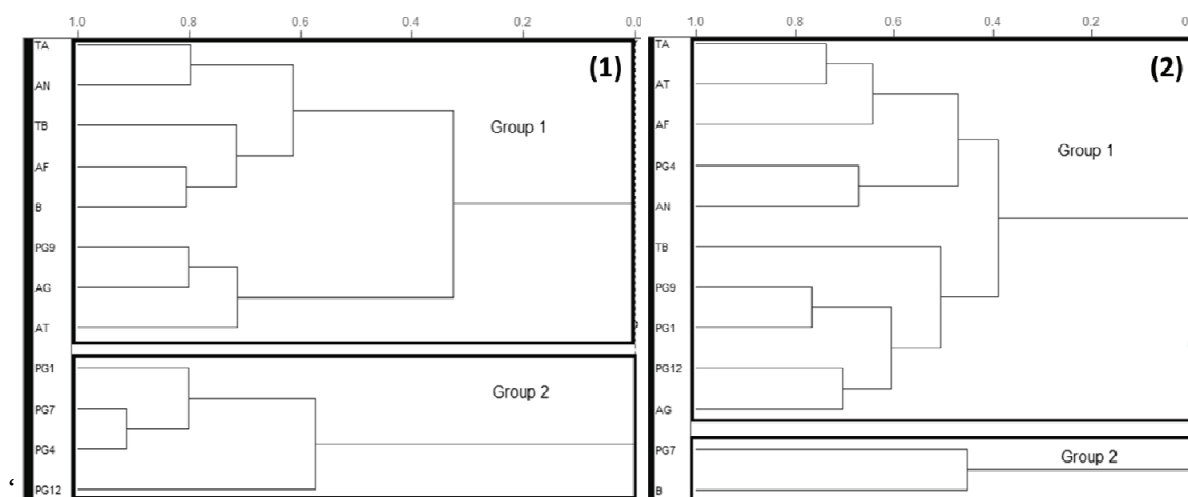 1.0 0.8 0.6 0.4 0.2 0.0
(1)
TA
AN
TB
AF
B
PG9
AG
AT
Group 1
PG1
PG7
PG4
PG12
Group 2
1.0 0.8 0.6 0.4 0.2 0.
(2)
TA
AT
AF
PG4
AN
TB
PG9
PG1
PG12
AG
Group 1
PG7
B
Group 2